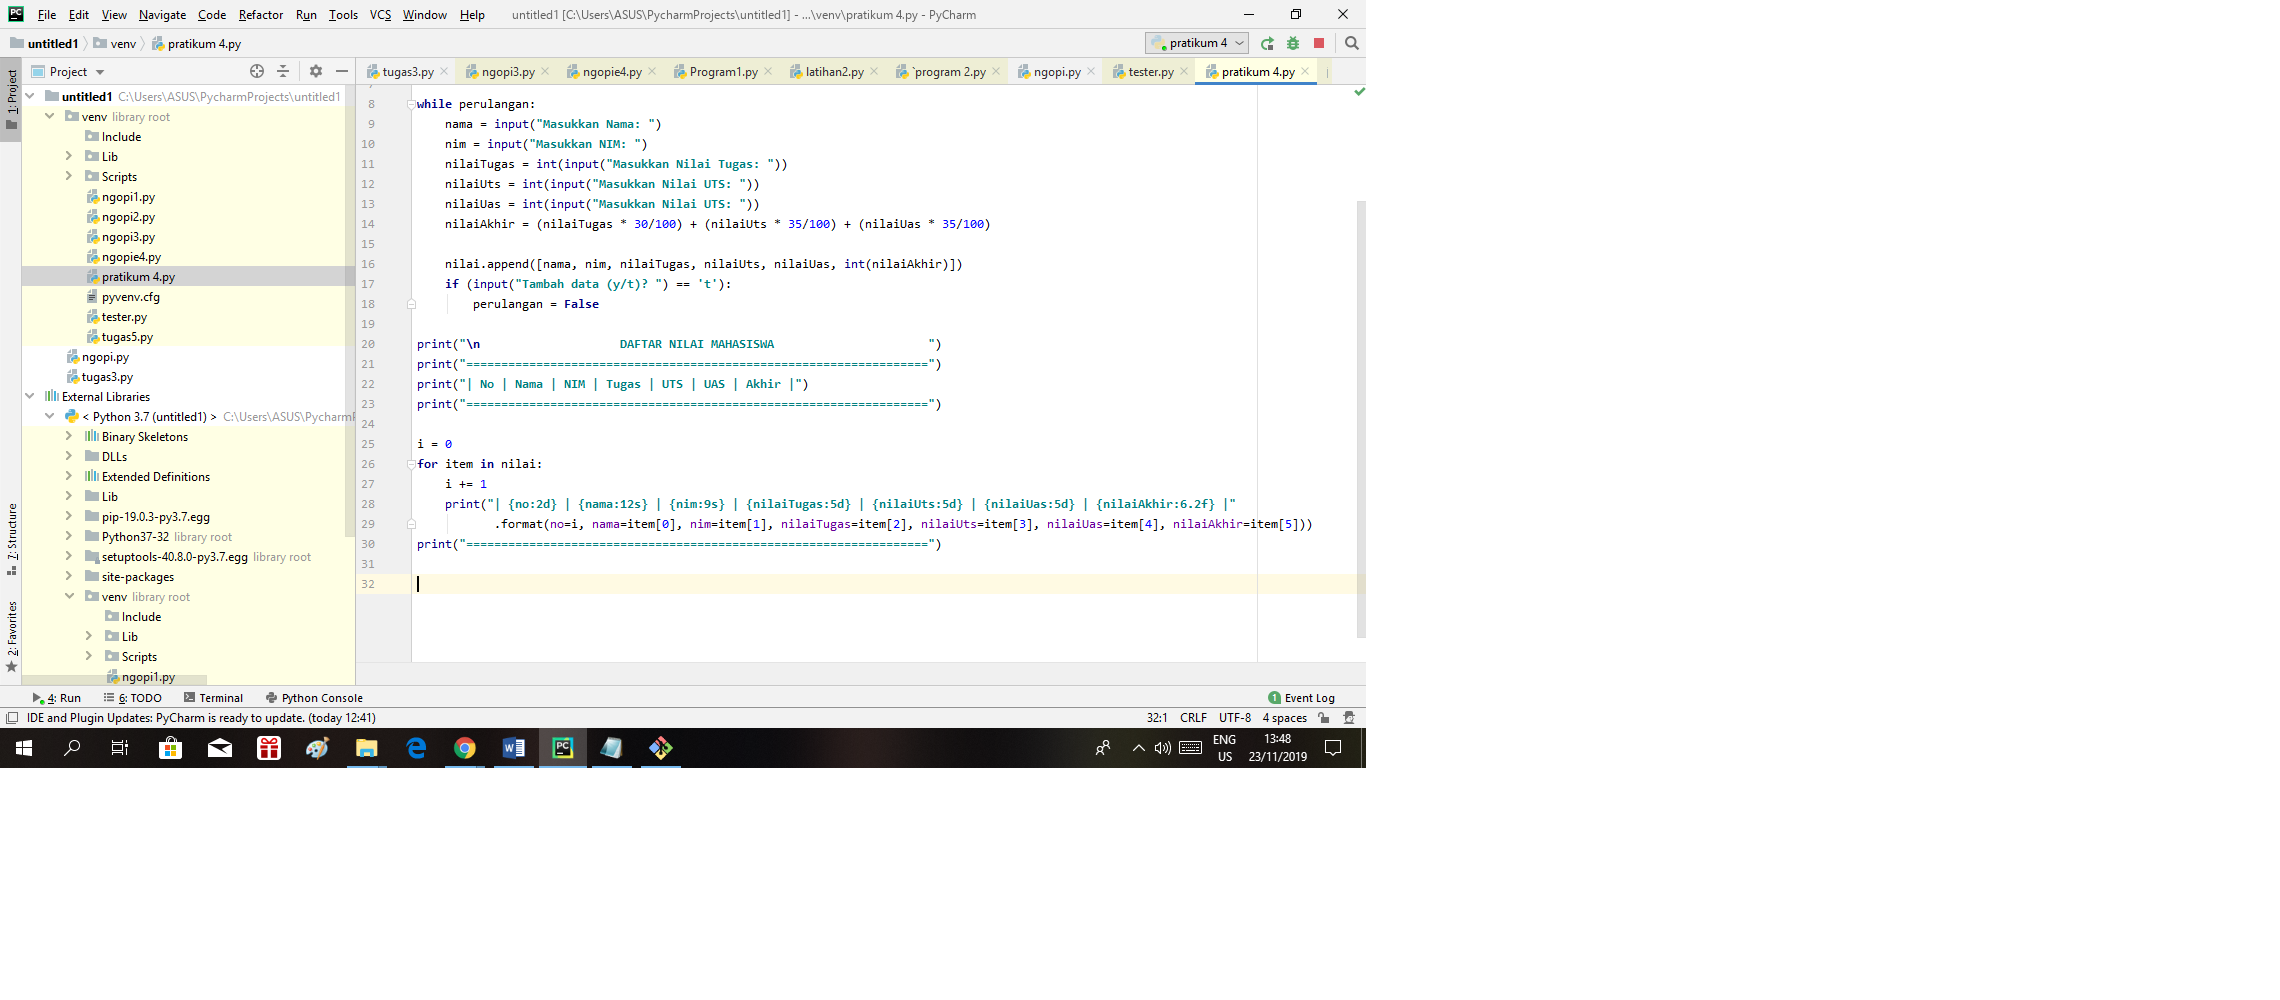 File Edit View Navigate Code Refactor Run Tools VCS Window Help untitled1 [C:\Users\ASUS\PycharmProjects\untitled1] - ...\venv\pratikum 4.py - PyCharm
untitled1 venv pratikum 4.py pratikum 4
Project
tugas3.py ngopi3.py ngopie4.py Program1.py latihan2.py `program 2.py ngopi.py tester.py pratikum 4.py
1: Project
7: Structure
2: Favorites
untitled1 C:\Users\ASUS\PycharmProjects\untitled1
venv library root
Include
Lib
Scripts
ngopi1.py
ngopi2.py
ngopi3.py
ngopie4.py
pratikum 4.py
pyvenv.cfg
tester.py
tugas5.py
ngopi.py
tugas3.py
External Libraries
< Python 3.7 (untitled1) > C:\Users\ASUS\Pycharm
Binary Skeletons
DLLs
Extended Definitions
Lib
pip-19.0.3-py3.7.egg
Python37-32 library root
setuptools-40.8.0-py3.7.egg library root
site-packages
venv library root
Include
Lib
Scripts
ngopi1.py
8 while perulangan:
9 nama = input("Masukkan Nama: ")
10 nim = input("Masukkan NIM: ")
11 nilaiTugas = int(input("Masukkan Nilai Tugas: "))
12 nilaiUts = int(input("Masukkan Nilai UTS: "))
13 nilaiUas = int(input("Masukkan Nilai UTS: "))
14 nilaiAkhir = (nilaiTugas * 30/100) + (nilaiUts * 35/100) + (nilaiUas * 35/100)
15
16 nilai.append([nama, nim, nilaiTugas, nilaiUts, nilaiUas, int(nilaiAkhir)])
17 if (input("Tambah data (y/t)? ") == 't'):
18 perulangan = False
19
20 print("\n                    DAFTAR NILAI MAHASISWA                      ")
21 print("==================================================================")
22 print("| No | Nama | NIM | Tugas | UTS | UAS | Akhir |")
23 print("==================================================================")
24
25 i = 0
26 for item in nilai:
27 i += 1
28 print("| {no:2d} | {nama:12s} | {nim:9s} | {nilaiTugas:5d} | {nilaiUts:5d} | {nilaiUas:5d} | {nilaiAkhir:6.2f} |"
29 .format(no=i, nama=item[0], nim=item[1], nilaiTugas=item[2], nilaiUts=item[3], nilaiUas=item[4], nilaiAkhir=item[5]))
30 print("==================================================================")
31
32
4: Run 6: TODO Terminal Python Console 1 Event Log
IDE and Plugin Updates: PyCharm is ready to update. (today 12:41) 32:1 CRLF UTF-8 4 spaces
ENG
US
13:48
23/11/2019